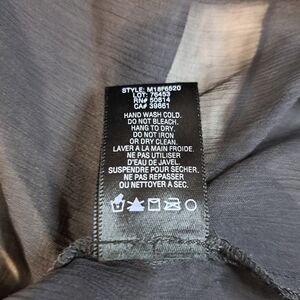 STYLE: M18F6520
LOT: 76453
RN# 50814
CA# 39861
HAND WASH COLD.
DO NOT BLEACH.
HANG TO DRY.
DO NOT IRON
OR DRY CLEAN.
LAVER A LA MAIN FROIDE.
NE PAS UTILISER
D'EAU DE JAVEL.
SUSPENDRE POUR SECHER.
NE PAS REPASSER
OU NETTOYER A SEC.